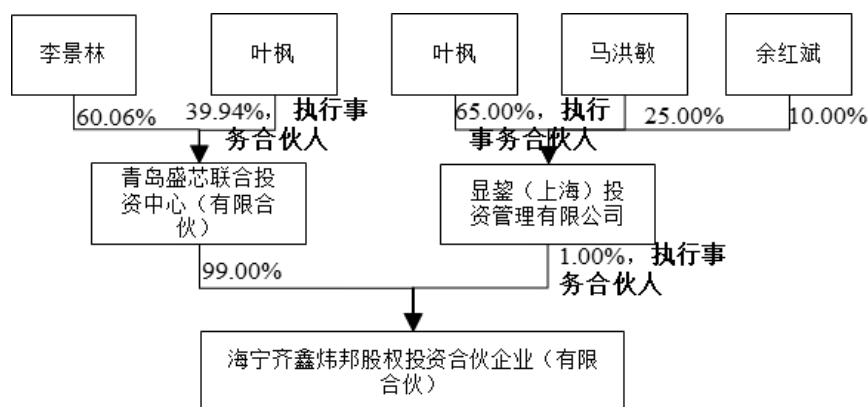 李景林
叶枫
叶枫
马洪敏
余红斌
60.06%
39.94%，执行事
务合伙人
65.00%，执行
事务合伙人
25.00%
10.00%
青岛盛芯联合投
资中心（有限合
伙）
显鋆（上海）投
资管理有限公司
99.00%
1.00%，执行事
务合伙人
海宁齐鑫炜邦股权投资合伙企业（有限
合伙）